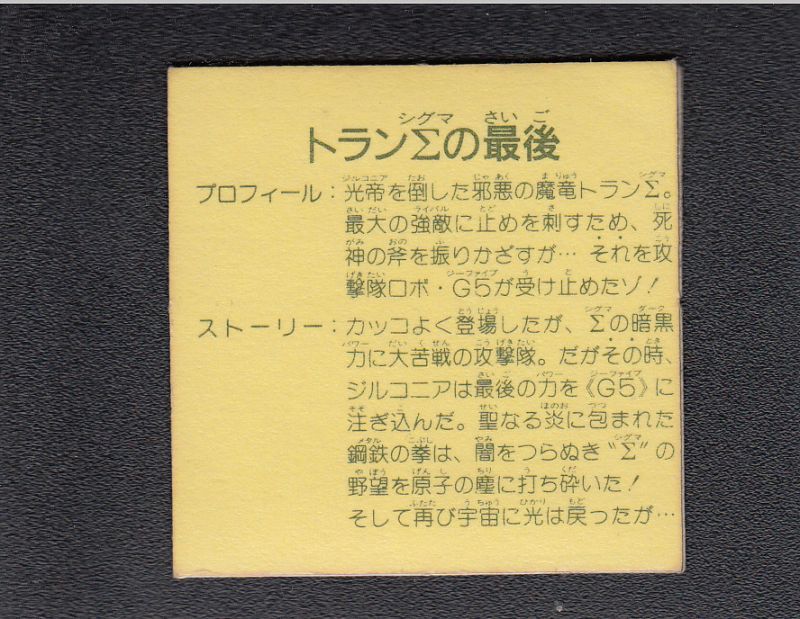 トランΣの最後
プロフィール：光帝を倒した邪悪の魔竜トランΣ。
最大の強敵に止めを刺すため、死
神の斧を振りかざすが… それを攻
撃隊ロボ・G5が受け止めたゾ！
ストーリー：カッコよく登場したが、Σの暗黒
力に大苦戦の攻撃隊。だがその時、
ジルコニアは最後の力を《G5》に
注ぎ込んだ。聖なる炎に包まれた
鋼鉄の拳は、闇をつらぬき“Σ”の
野望を原子の塵に打ち砕いた！
そして再び宇宙に光は戻ったが…